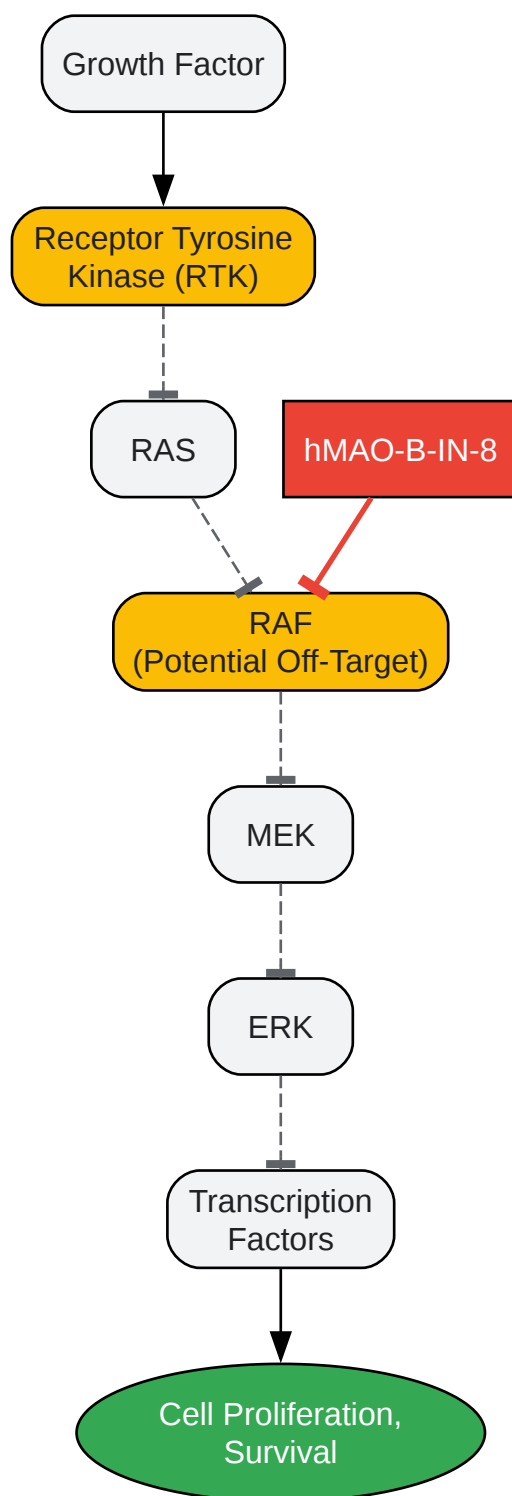 Growth Factor
Receptor Tyrosine
Kinase (RTK)
RAS
hMAO-B-IN-8
RAF
(Potential Off-Target)
MEK
ERK
Transcription
Factors
Cell Proliferation,
Survival